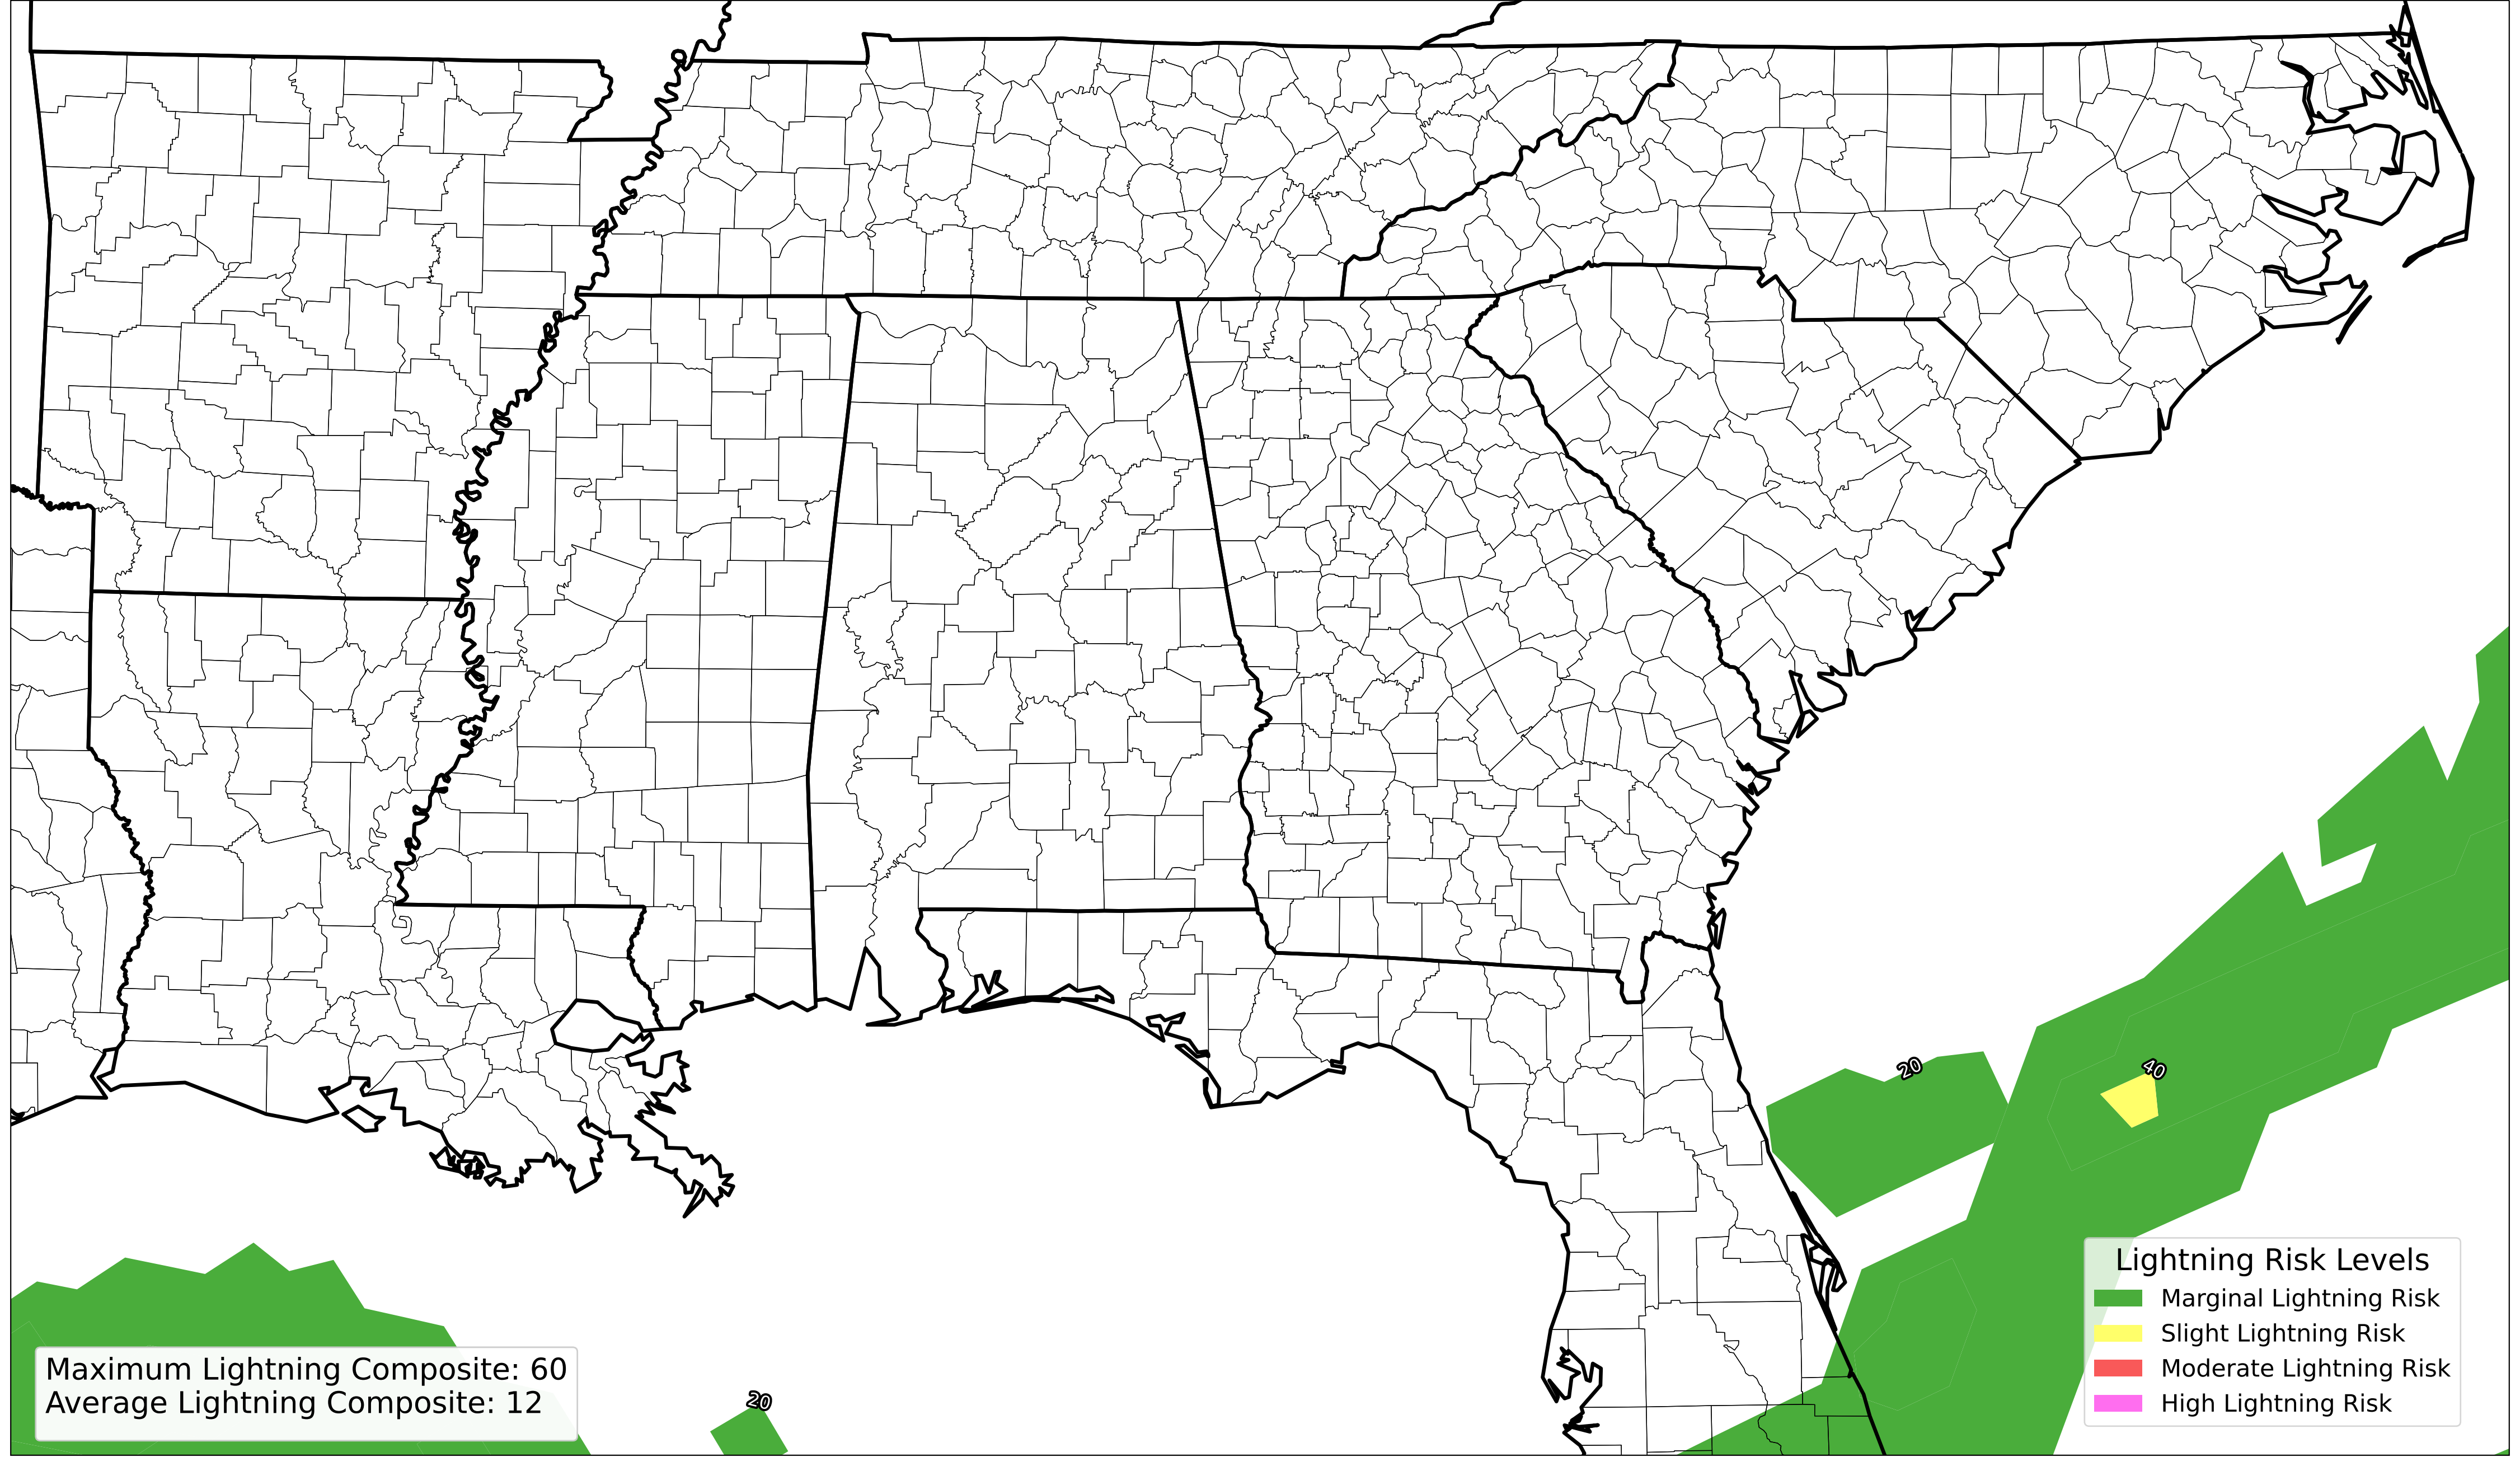 20
40
Lightning Risk Levels
Marginal Lightning Risk
Slight Lightning Risk
Moderate Lightning Risk
High Lightning Risk
Maximum Lightning Composite: 60
Average Lightning Composite: 12
20